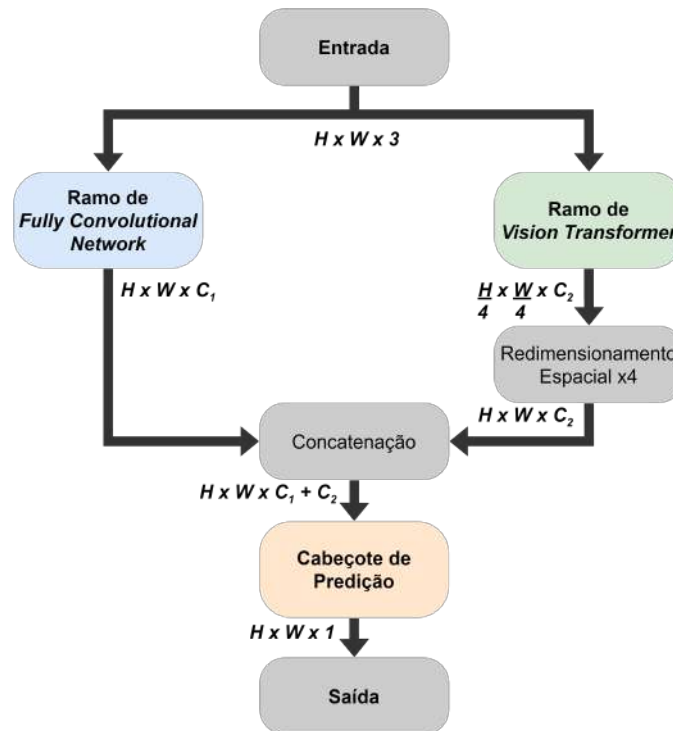 Entrada
H x W x 3
Ramo de
Fully Convolutional
Network
Ramo de
Vision Transformer
H x W x C₁
H x W x C₂
4 4
Redimensionamento
Espacial x4
H x W x C₂
Concatenação
H x W x C₁ + C₂
Cabeçote de
Predição
H x W x 1
Saída